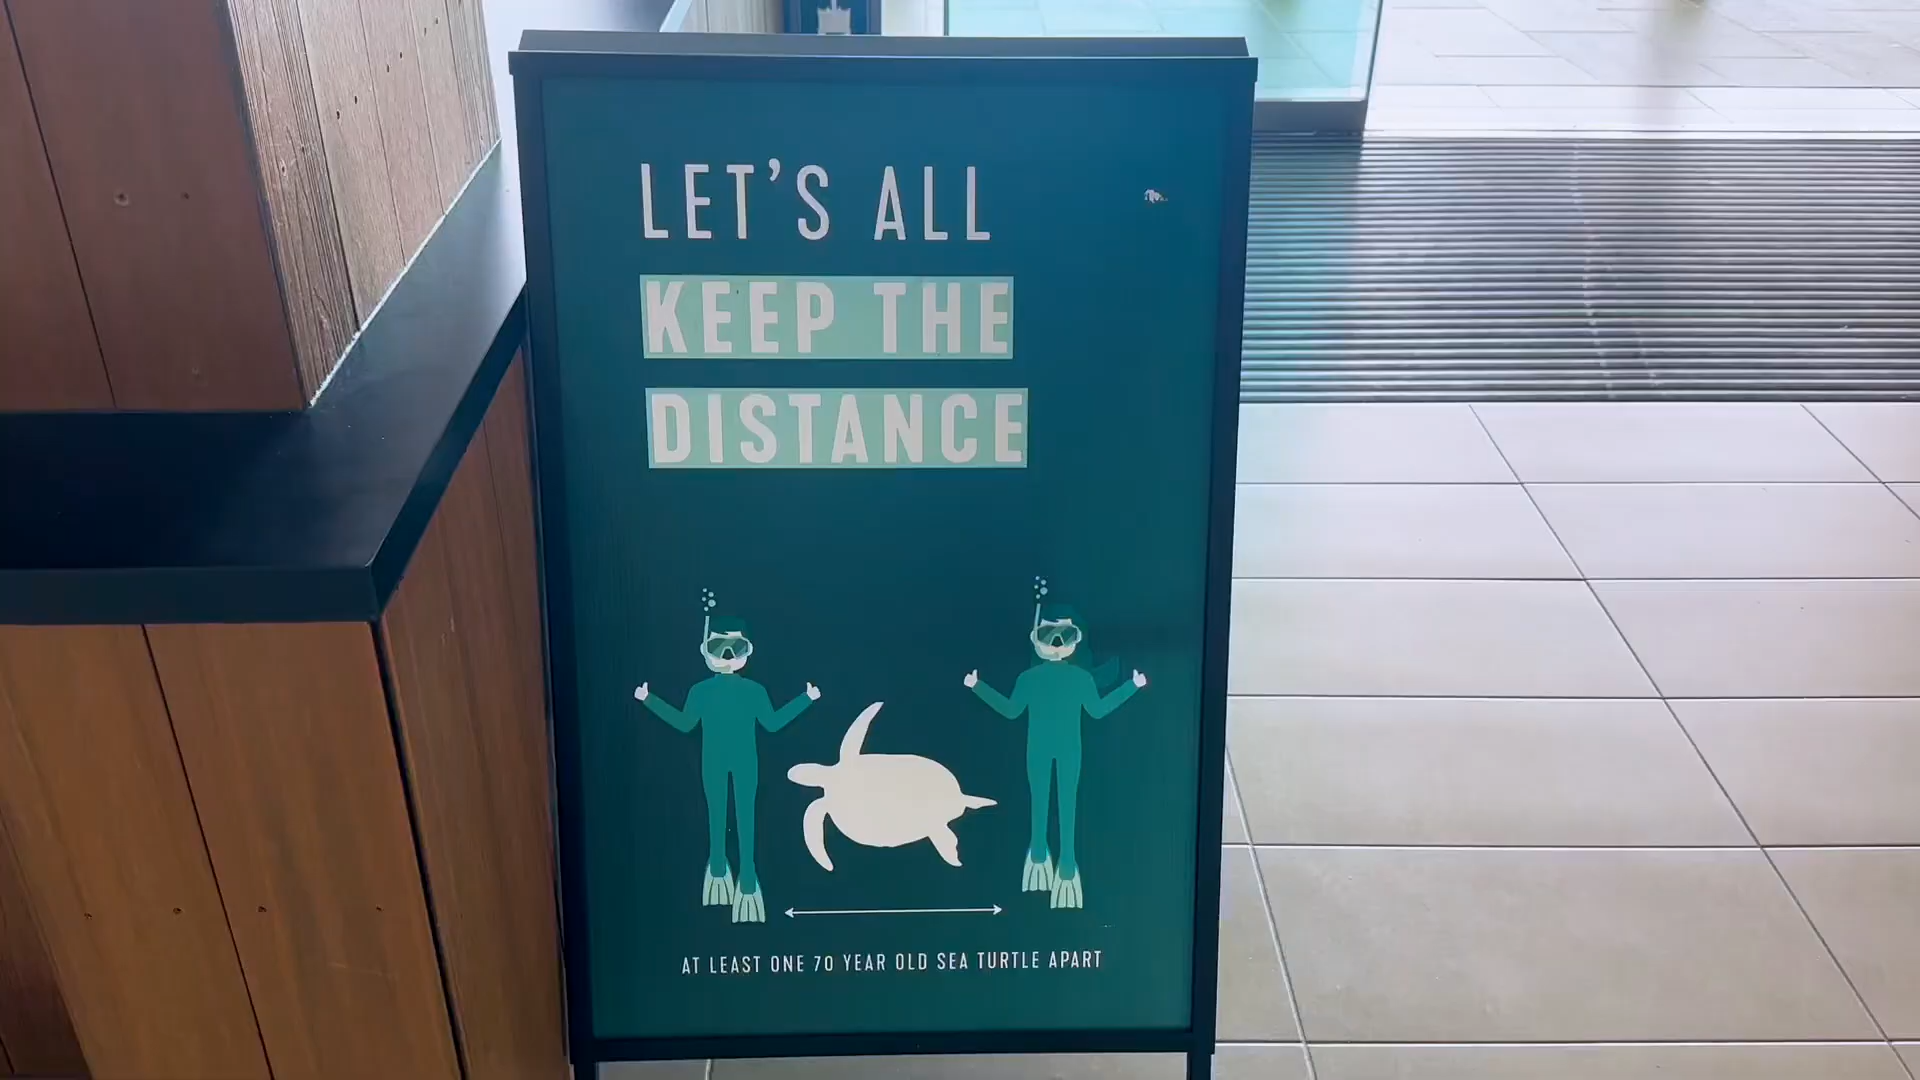 LET'S ALL
KEEP THE
DISTANCE
AT LEAST ONE 70 YEAR OLD SEA TURTLE APART